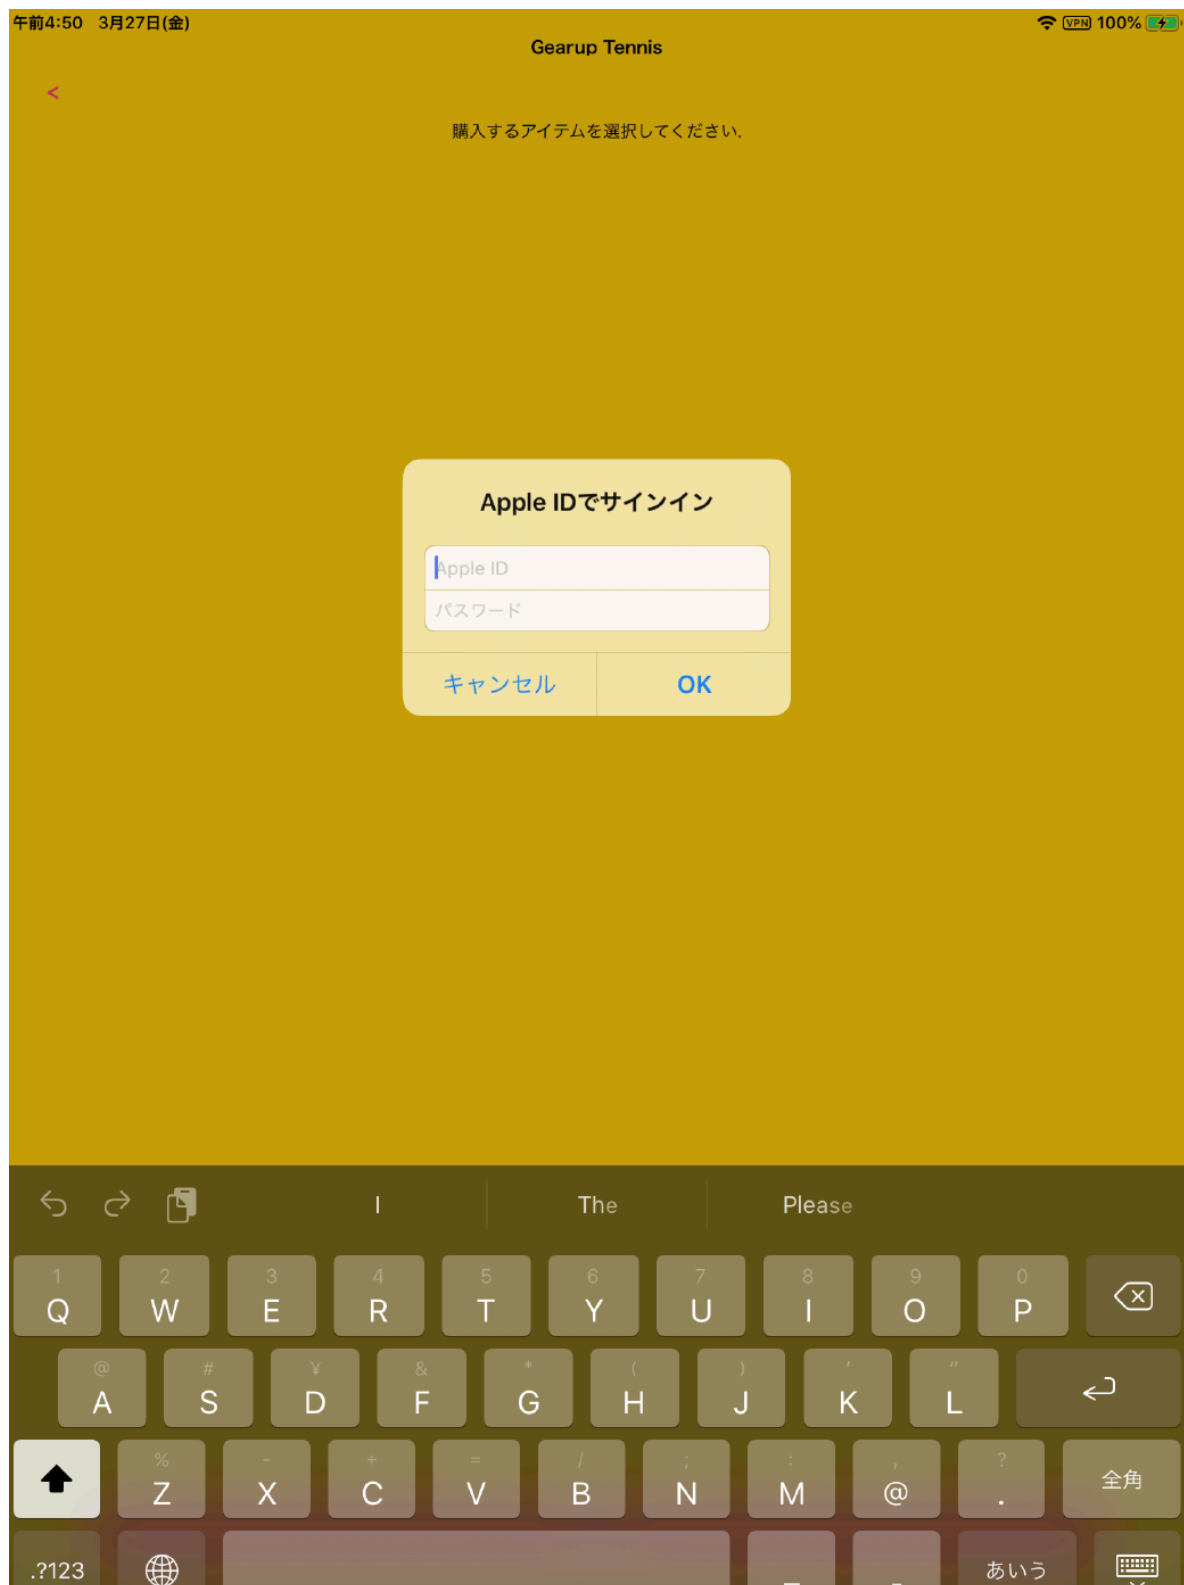 午前4:50 3月27日(金) VPN 100%
Gearup Tennis
<
購入するアイテムを選択してください.
Apple IDでサインイン
Apple ID
パスワード
キャンセル OK
I The Please
1 2 3 4 5 6 7 8 9 0
Q W E R T Y U I O P
@ # ¥ & * ( ) ' "
A S D F G H J K L
% - + = / ; : , ?
Z X C V B N M @ . 全角
.?123 あいう